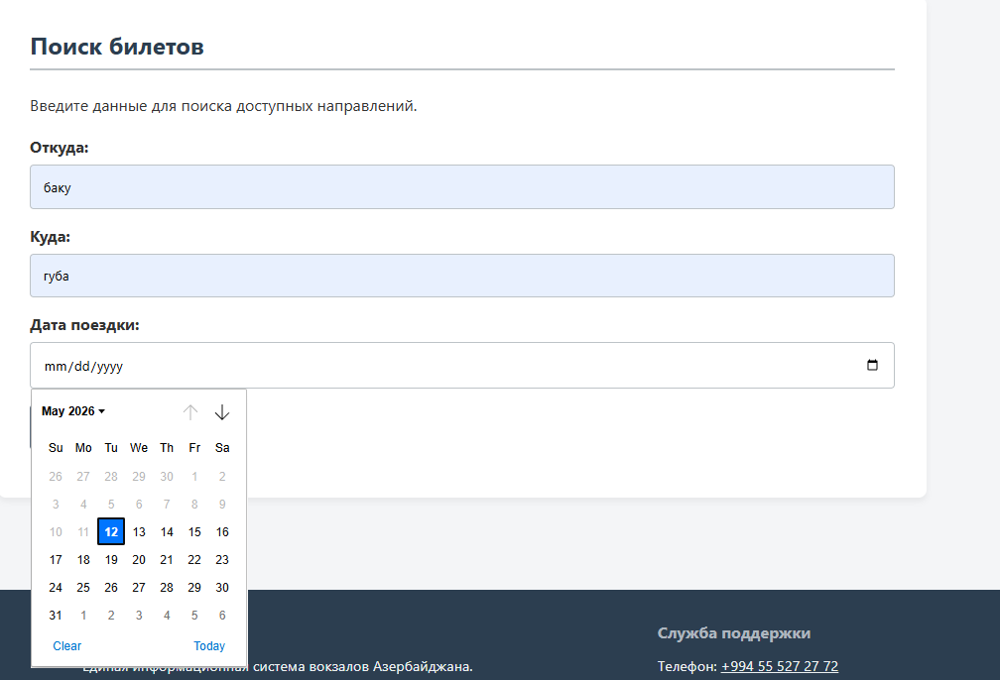 Поиск билетов
Введите данные для поиска доступных направлений.
Откуда:
баку
Куда:
губа
Дата поездки:
mm/dd/yyyy
May 2026
Su Mo Tu We Th Fr Sa
26 27 28 29 30 1 2
3 4 5 6 7 8 9
10 11 12 13 14 15 16
17 18 19 20 21 22 23
24 25 26 27 28 29 30
31 1 2 3 4 5 6
Clear Today
Служба поддержки
Единая информационная система вокзалов Азербайджана.
Телефон: +994 55 527 27 72